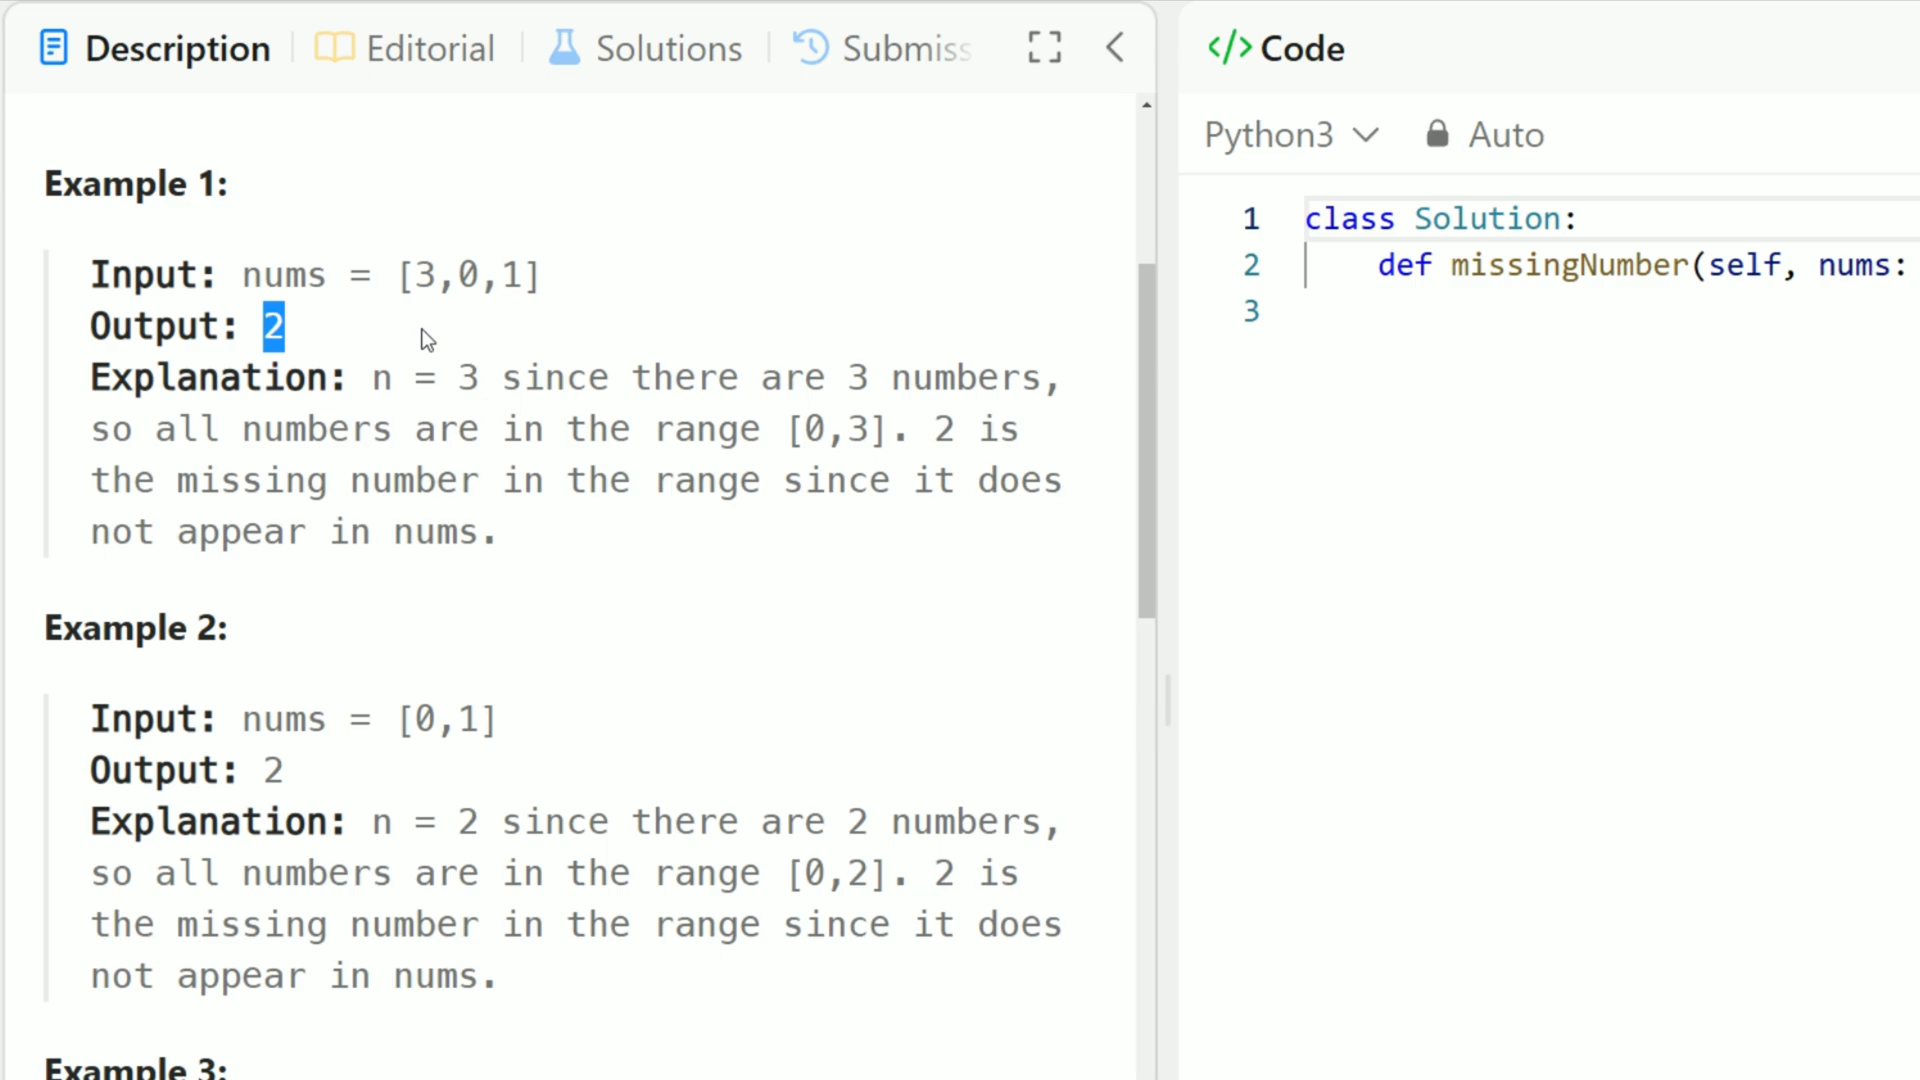 Description
Editorial
Solutions
Submiss
Code
Python3
Auto
Example 1:
Input: nums = [3,0,1]
Output: 2
Explanation: n = 3 since there are 3 numbers,
so all numbers are in the range [0,3]. 2 is
the missing number in the range since it does
not appear in nums.
Example 2:
Input: nums = [0,1]
Output: 2
Explanation: n = 2 since there are 2 numbers,
so all numbers are in the range [0,2]. 2 is
the missing number in the range since it does
not appear in nums.
Example 3:
1 class Solution:
2 def missingNumber(self, nums:
3